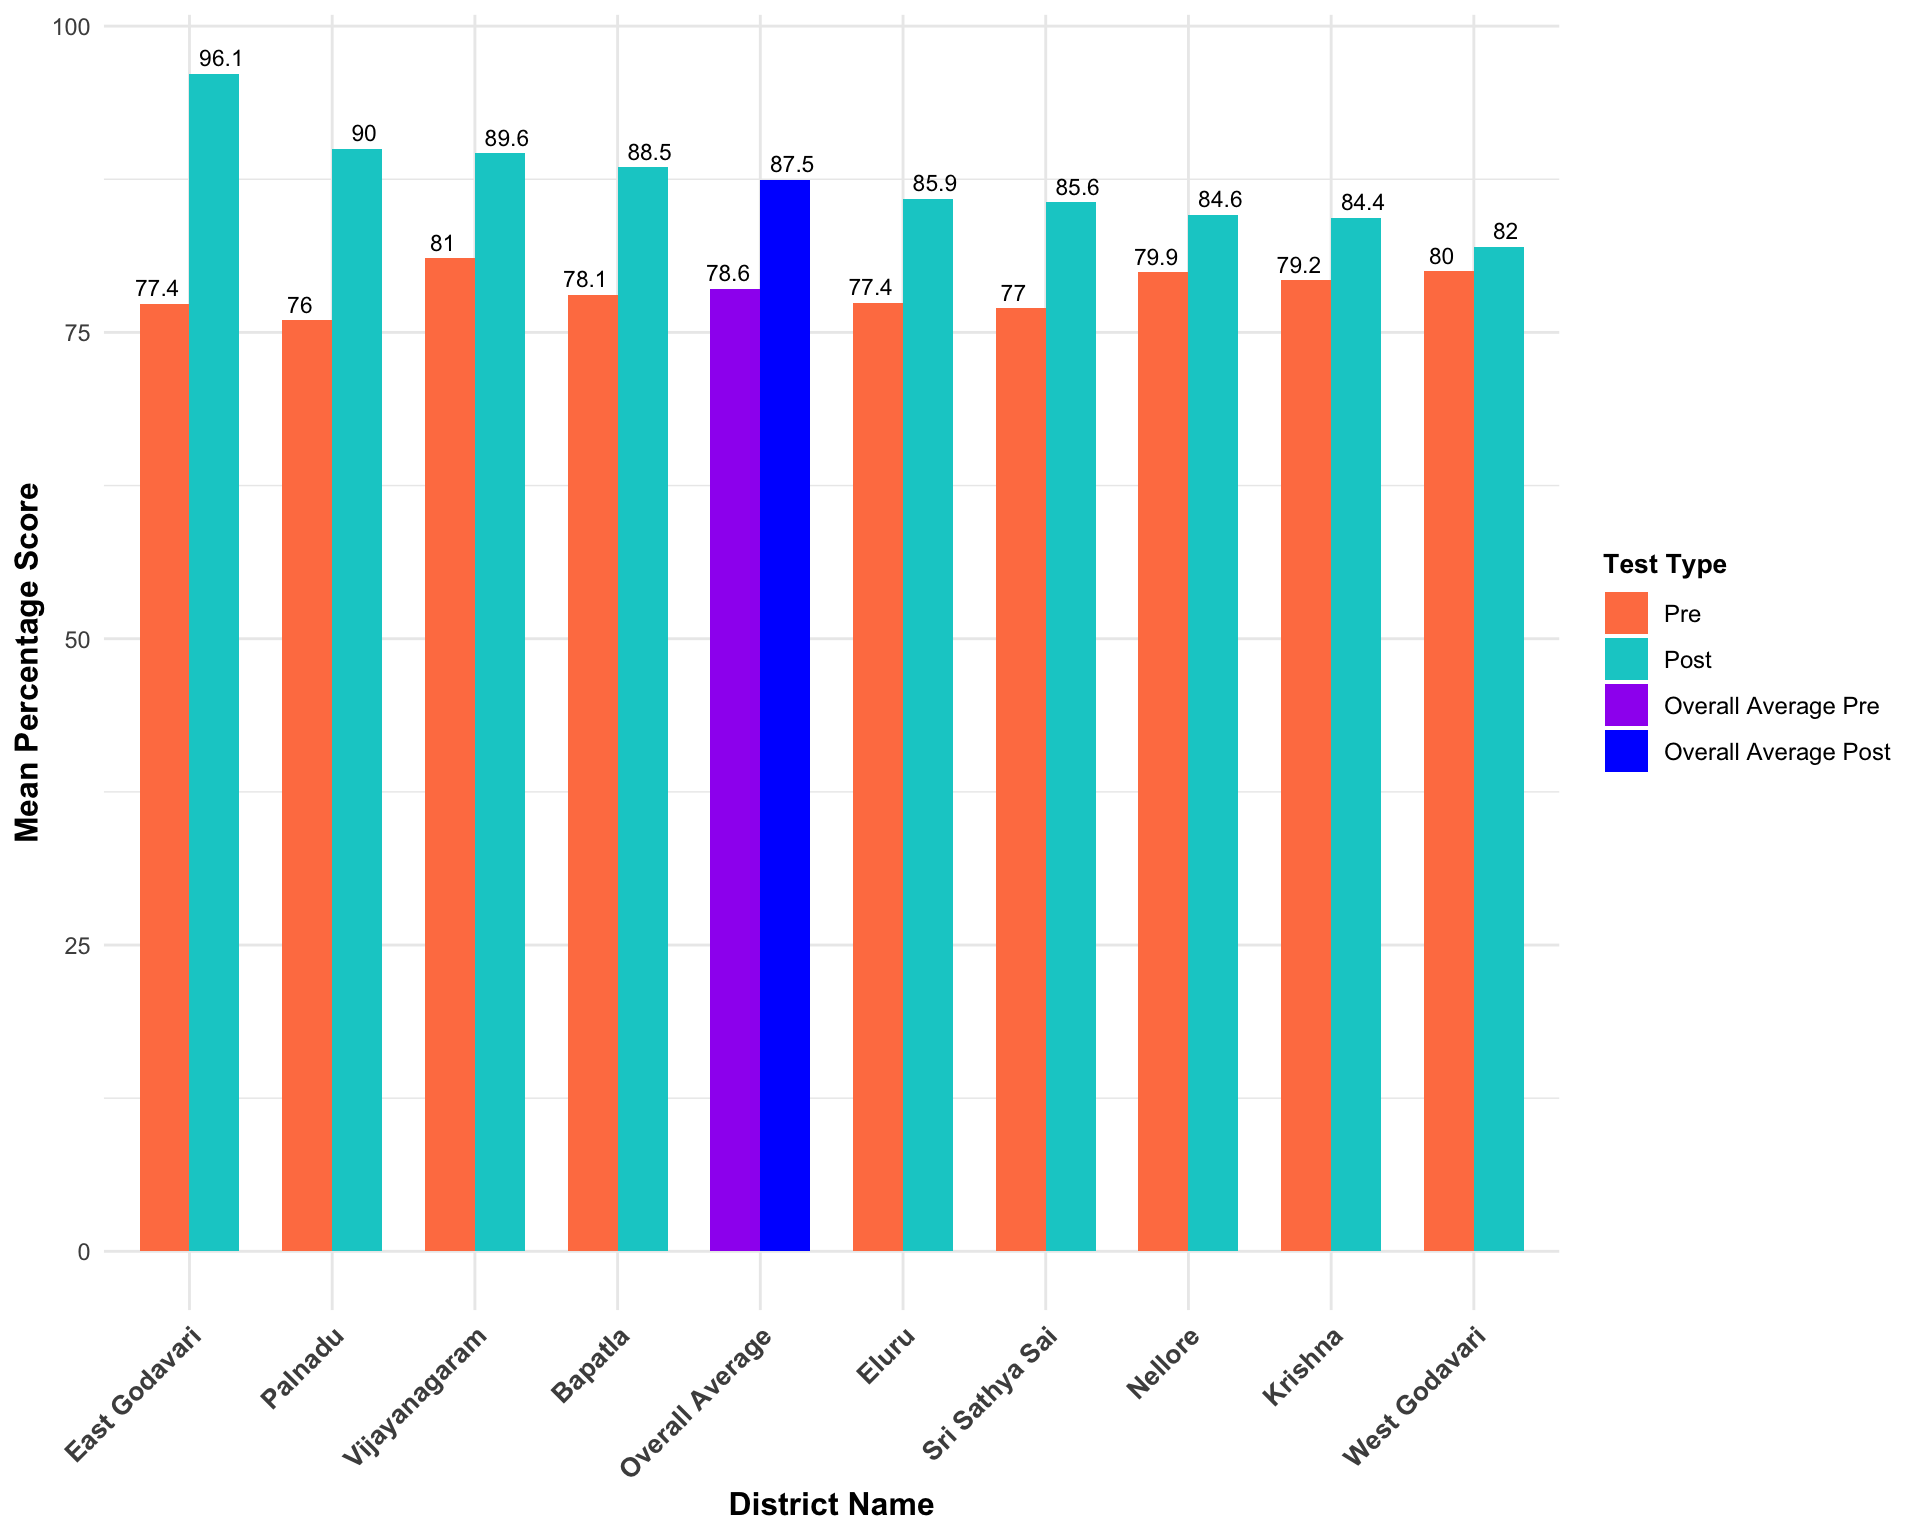 100
75
50
25
0
Mean Percentage Score
77.4
96.1
76
90
81
89.6
78.1
88.5
78.6
87.5
77.4
85.9
77
85.6
79.9
84.6
79.2
84.4
80
82
East Godavari
Palnadu
Vijayanagaram
Bapatla
Overall Average
Eluru
Sri Sathya Sai
Nellore
Krishna
West Godavari
District Name
Test Type
Pre
Post
Overall Average Pre
Overall Average Post